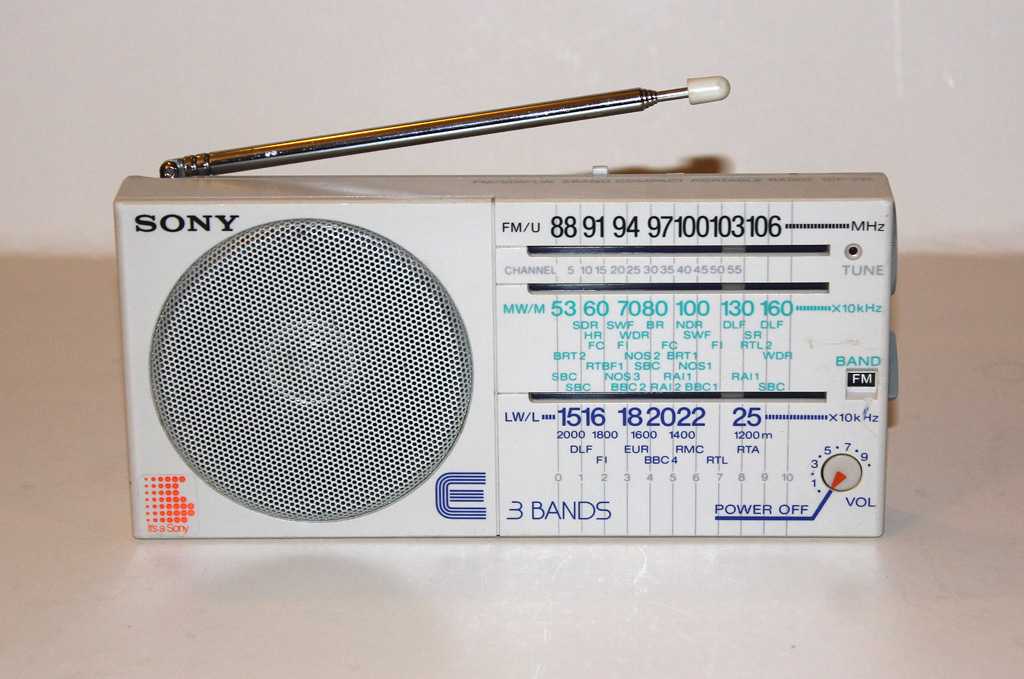 SONY
FM/U 88 91 94 97 100 103 106 MHz
TUNE
CHANNEL 5 10 15 20 25 30 35 40 45 50 55
MW/M 53 60 70 80 100 130 160 X10kHz
SDR SWF BR NDR DLF DLF
HR WDR SWF SR
FC FI FC FI RTL2
BRT2 NOS2 BRT1 WDR
RTBF1 SBC NOS1
SBC NOS3 RAI1 RAI1
SBC BBC2 RAI2 BBC1 SBC
BAND
FM
LW/L 15 16 18 20 22 25 X10kHz
2000 1800 1600 1400 1200m
DLF EUR RMC RTA
FI BBC4 RTL
0 1 2 3 4 5 6 7 8 9 10
1 3 5 7 9
VOL
POWER OFF
3 BANDS
E
It's a Sony